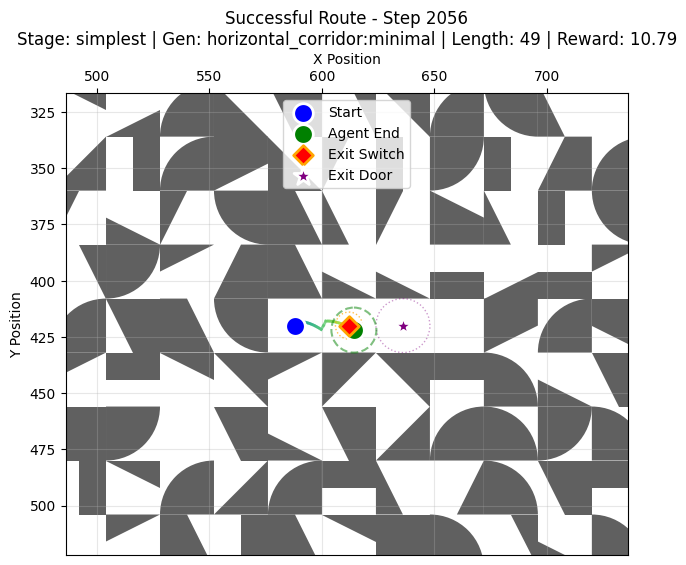 Successful Route - Step 2056
Stage: simplest | Gen: horizontal_corridor:minimal | Length: 49 | Reward: 10.79
X Position
500 550 600 650 700
Start
Agent End
Exit Switch
Exit Door
Y Position
325
350
375
400
425
450
475
500